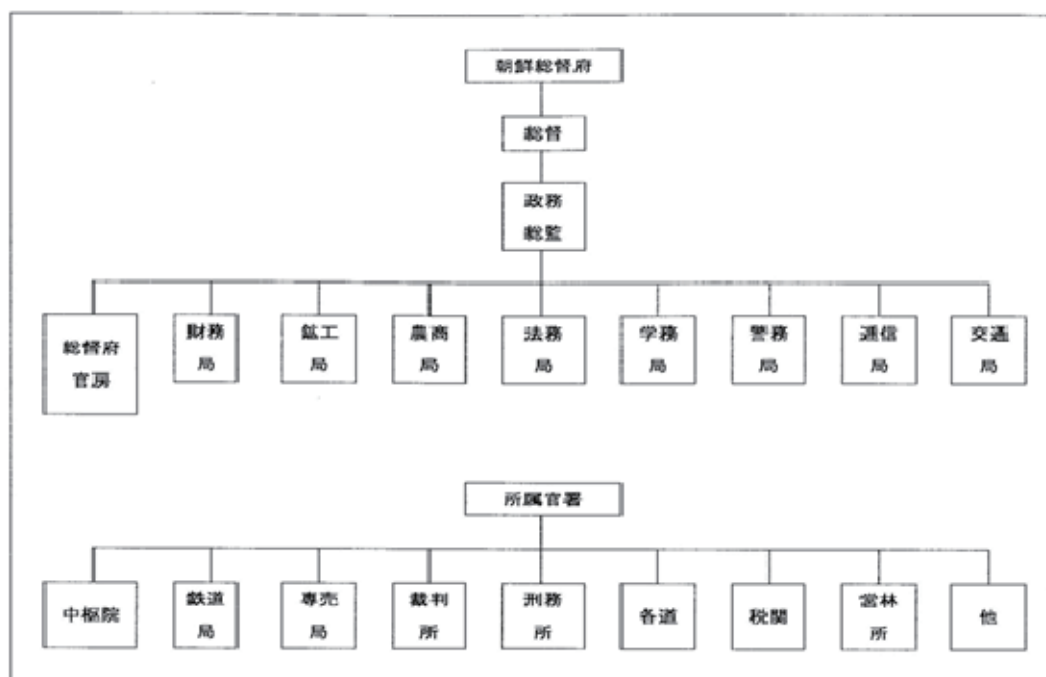 朝鮮総督府
総督
政務
総監
総督府
官房
財務
局
鉱工
局
農商
局
法務
局
学務
局
警務
局
逓信
局
交通
局
所属官署
中枢院
鉄道
局
専売
局
裁判
所
刑務
所
各道
税関
営林
所
他